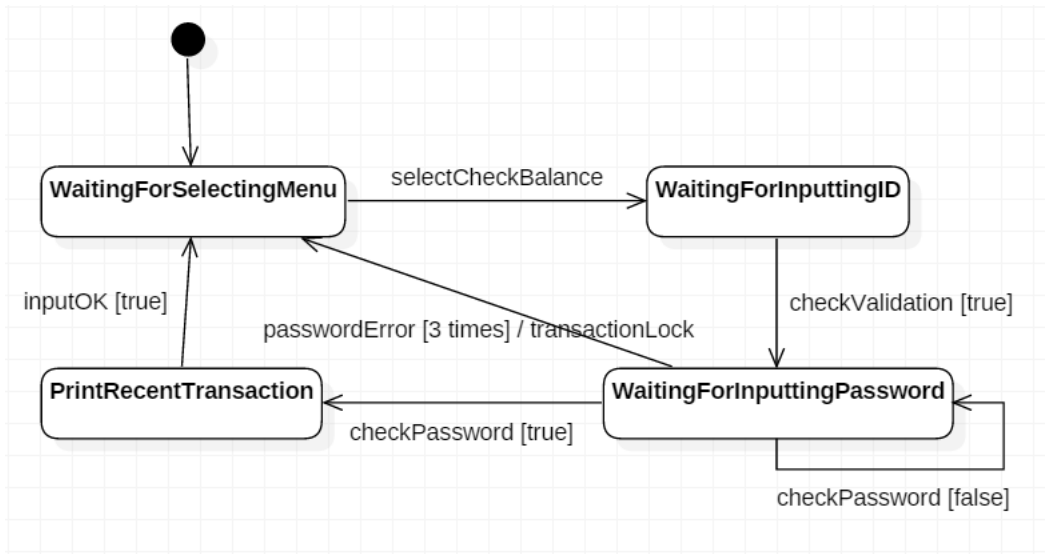 selectCheckBalance
WaitingForSelectingMenu
WaitingForInputtingID
inputOK [true]
checkValidation [true]
passwordError [3 times] / transactionLock
PrintRecentTransaction
WaitingForInputtingPassword
checkPassword [true]
checkPassword [false]